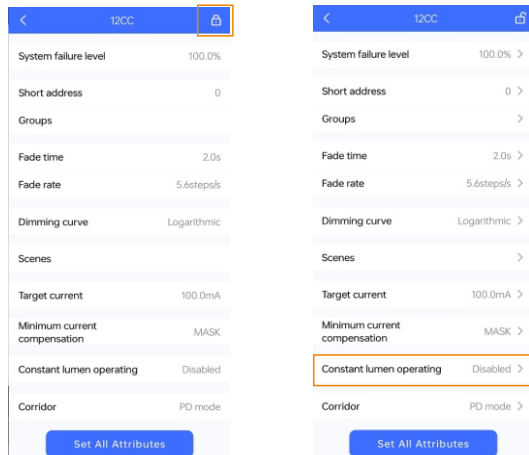 12CC
System failure level 100.0%
Short address 0
Groups
Fade time 2.0s
Fade rate 5.6steps/s
Dimming curve Logarithmic
Scenes
Target current 100.0mA
Minimum current
compensation MASK
Constant lumen operating Disabled
Corridor PD mode
Set All Attributes
12CC
System failure level 100.0%
Short address 0
Groups
Fade time 2.0s
Fade rate 5.6steps/s
Dimming curve Logarithmic
Scenes
Target current 100.0mA
Minimum current
compensation MASK
Constant lumen operating Disabled
Corridor PD mode
Set All Attributes